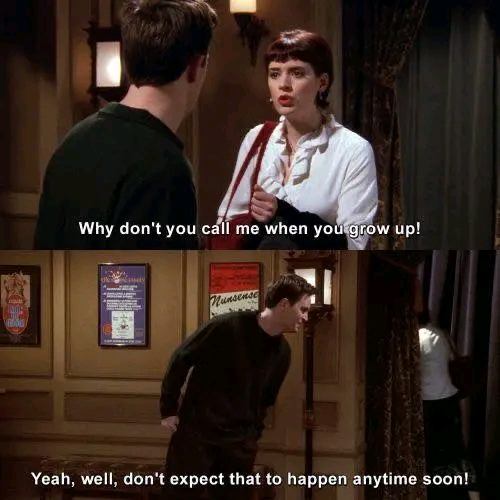 Why don't you call me when you grow up!
Nunsense
Yeah, well, don't expect that to happen anytime soon!